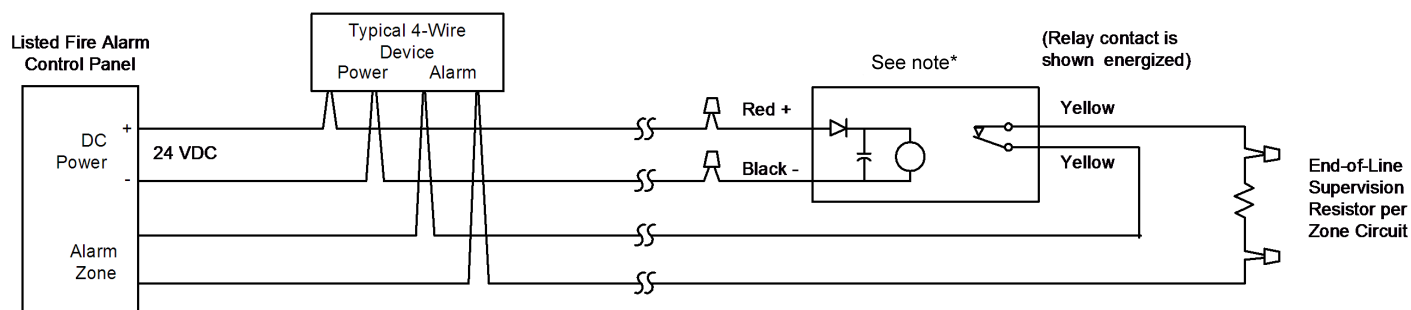 Listed Fire Alarm
Control Panel
DC
Power
+
-
24 VDC
Alarm
Zone
Typical 4-Wire
Device
Power Alarm
Red +
Black -
See note*
(Relay contact is
shown energized)
Yellow
Yellow
End-of-Line
Supervision
Resistor per
Zone Circuit